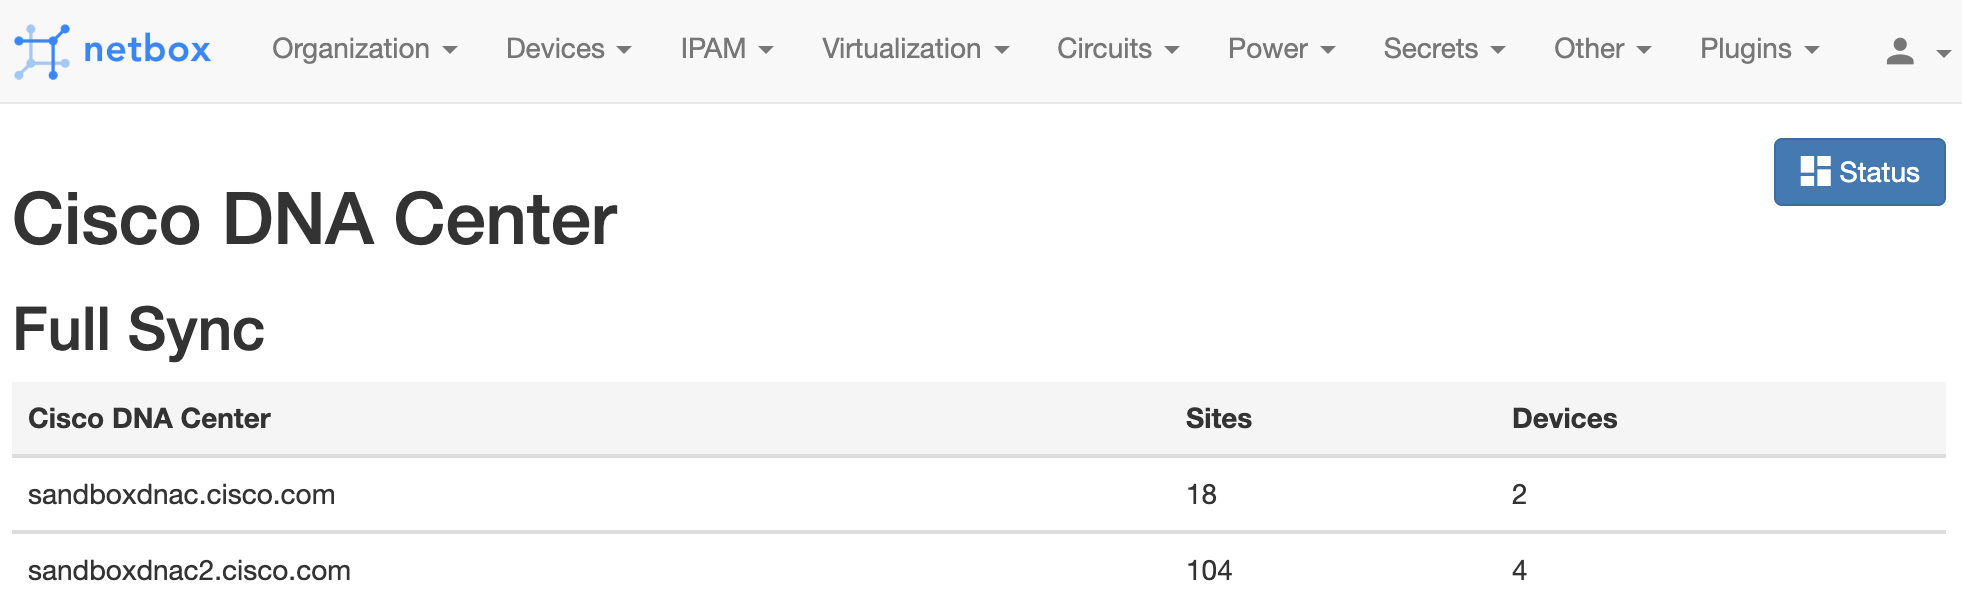 netbox Organization Devices IPAM Virtualization Circuits Power Secrets Other Plugins
Status
Cisco DNA Center
Full Sync
Cisco DNA Center Sites Devices
sandboxdnac.cisco.com 18 2
sandboxdnac2.cisco.com 104 4